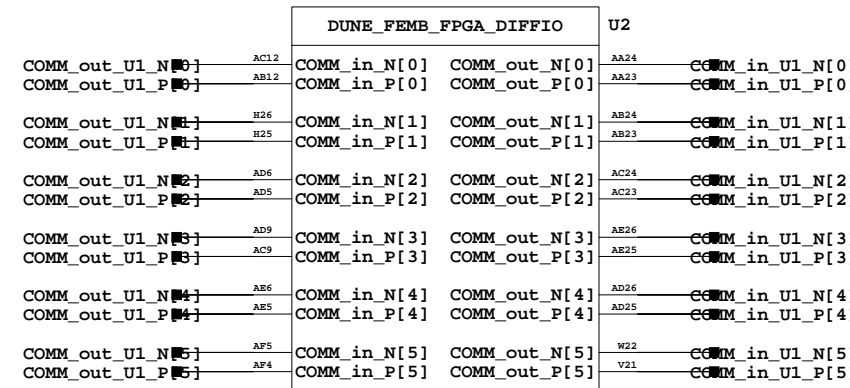 DUNE_FEMB_FPGA_DIFFIO U2
COMM_out_U1_N[0] AC12 COMM_in_N[0] COMM_out_N[0] AA24 COMM_in_U1_N[0
COMM_out_U1_P[0] AB12 COMM_in_P[0] COMM_out_P[0] AA23 COMM_in_U1_P[0
COMM_out_U1_N[1] H26 COMM_in_N[1] COMM_out_N[1] AB24 COMM_in_U1_N[1
COMM_out_U1_P[1] H25 COMM_in_P[1] COMM_out_P[1] AB23 COMM_in_U1_P[1
COMM_out_U1_N[2] AD6 COMM_in_N[2] COMM_out_N[2] AC24 COMM_in_U1_N[2
COMM_out_U1_P[2] AD5 COMM_in_P[2] COMM_out_P[2] AC23 COMM_in_U1_P[2
COMM_out_U1_N[3] AD9 COMM_in_N[3] COMM_out_N[3] AE26 COMM_in_U1_N[3
COMM_out_U1_P[3] AC9 COMM_in_P[3] COMM_out_P[3] AE25 COMM_in_U1_P[3
COMM_out_U1_N[4] AE6 COMM_in_N[4] COMM_out_N[4] AD26 COMM_in_U1_N[4
COMM_out_U1_P[4] AE5 COMM_in_P[4] COMM_out_P[4] AD25 COMM_in_U1_P[4
COMM_out_U1_N[5] AF5 COMM_in_N[5] COMM_out_N[5] W22 COMM_in_U1_N[5
COMM_out_U1_P[5] AF4 COMM_in_P[5] COMM_out_P[5] V21 COMM_in_U1_P[5